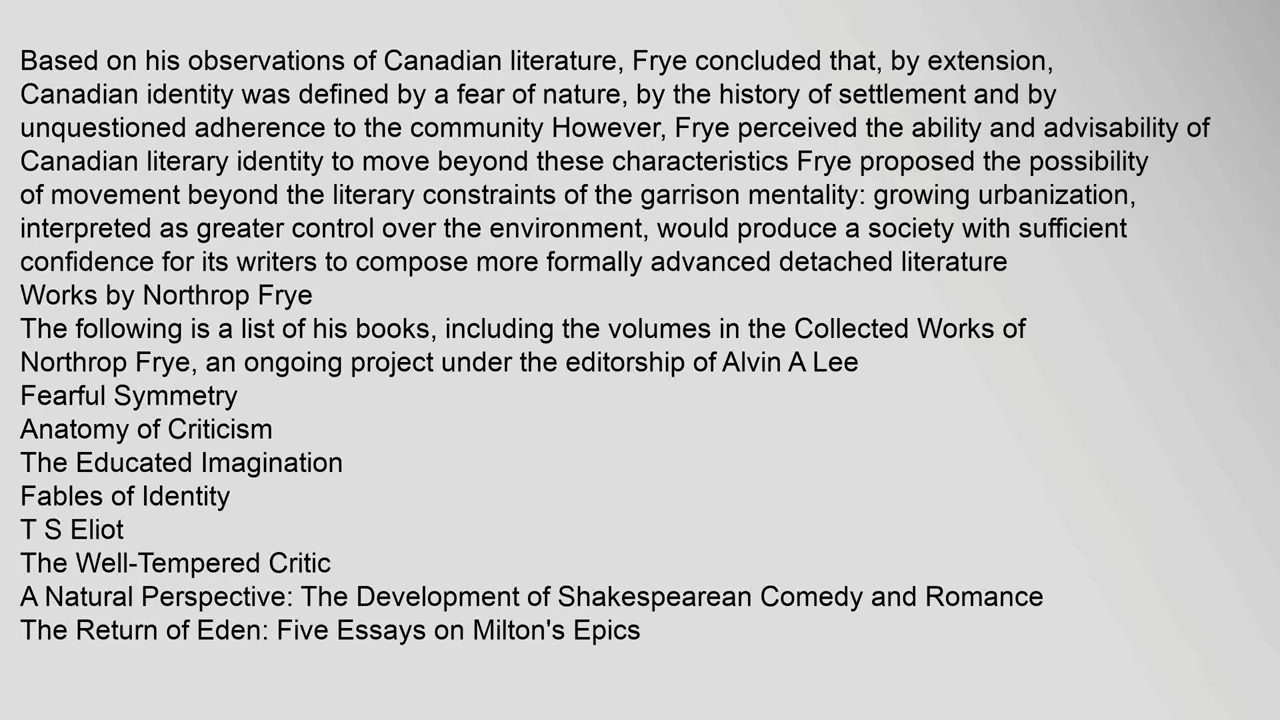 Based on his observations of Canadian literature, Frye concluded that, by extension,
Canadian identity was defined by a fear of nature, by the history of settlement and by
unquestioned adherence to the community However, Frye perceived the ability and advisability of
Canadian literary identity to move beyond these characteristics Frye proposed the possibility
of movement beyond the literary constraints of the garrison mentality: growing urbanization,
interpreted as greater control over the environment, would produce a society with sufficient
confidence for its writers to compose more formally advanced detached literature
Works by Northrop Frye
The following is a list of his books, including the volumes in the Collected Works of
Northrop Frye, an ongoing project under the editorship of Alvin A Lee
Fearful Symmetry
Anatomy of Criticism
The Educated Imagination
Fables of Identity
T S Eliot
The Well-Tempered Critic
A Natural Perspective: The Development of Shakespearean Comedy and Romance
The Return of Eden: Five Essays on Milton's Epics